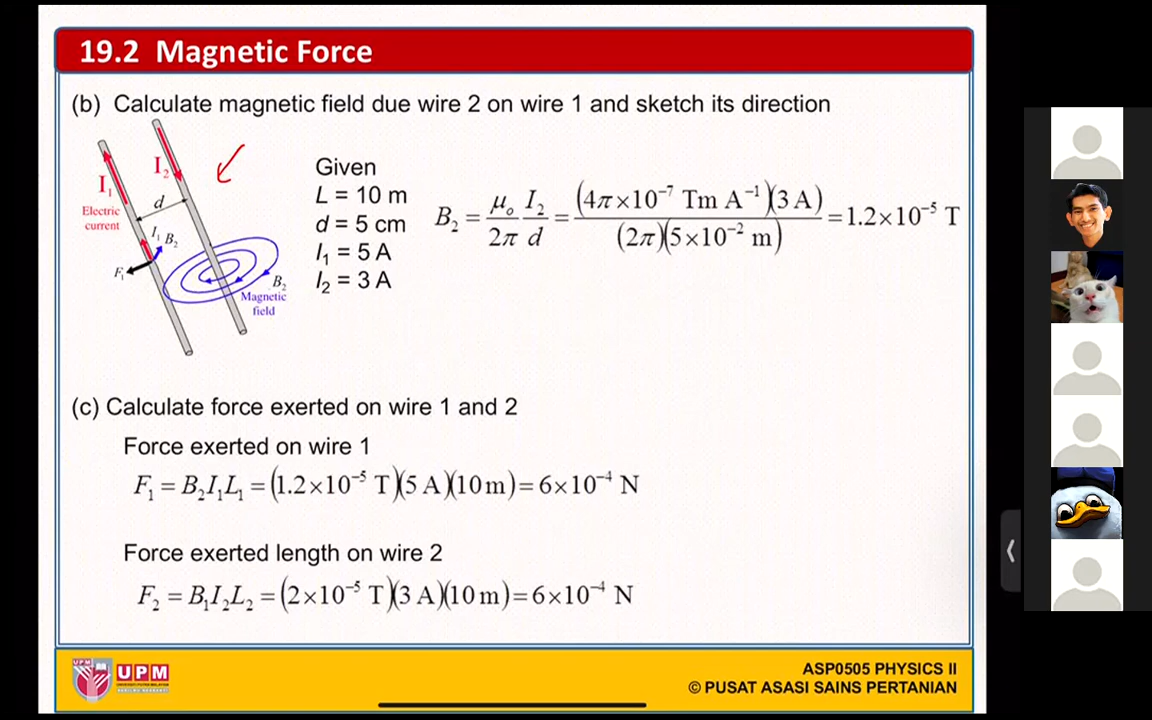 19.2 Magnetic Force
(b) Calculate magnetic field due wire 2 on wire 1 and sketch its direction
I₂
I₁
d
Electric
current
I₁
B₂
F₁
B₂
Magnetic
field
Given
L = 10 m
d = 5 cm
I₁ = 5 A
I₂ = 3 A
B₂ = μₒ/2π I₂/d = (4π×10⁻⁷ Tm A⁻¹)(3 A)/(2π)(5×10⁻² m) = 1.2×10⁻⁵ T
(c) Calculate force exerted on wire 1 and 2
Force exerted on wire 1
F₁ = B₂I₁L₁ = (1.2×10⁻⁵ T)(5 A)(10 m) = 6×10⁻⁴ N
Force exerted length on wire 2
F₂ = B₁I₂L₂ = (2×10⁻⁵ T)(3 A)(10 m) = 6×10⁻⁴ N
UPM
UPM
ASP0505 PHYSICS II
© PUSAT ASASI SAINS PERTANIAN